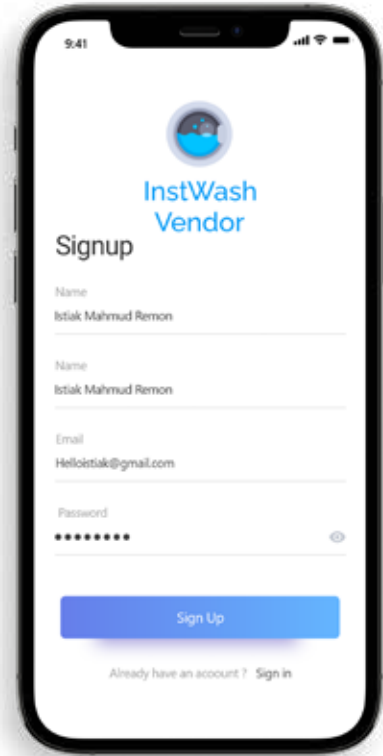 9:41
InstWash
Vendor
Signup
Name
Istiak Mahmud Remon
Name
Istiak Mahmud Remon
Email
Helloistiak@gmail.com
Password
••••••••
Sign Up
Already have an acoount ? Sign in